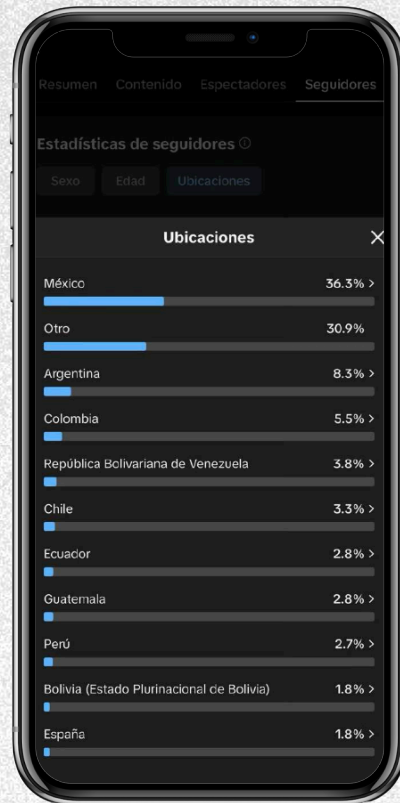 Resumen Contenido Espectadores Seguidores
Estadísticas de seguidores
Sexo Edad Ubicaciones
Ubicaciones
México 36.3% >
Otro 30.9%
Argentina 8.3% >
Colombia 5.5% >
República Bolivariana de Venezuela 3.8% >
Chile 3.3% >
Ecuador 2.8% >
Guatemala 2.8% >
Perú 2.7% >
Bolivia (Estado Plurinacional de Bolivia) 1.8% >
España 1.8% >